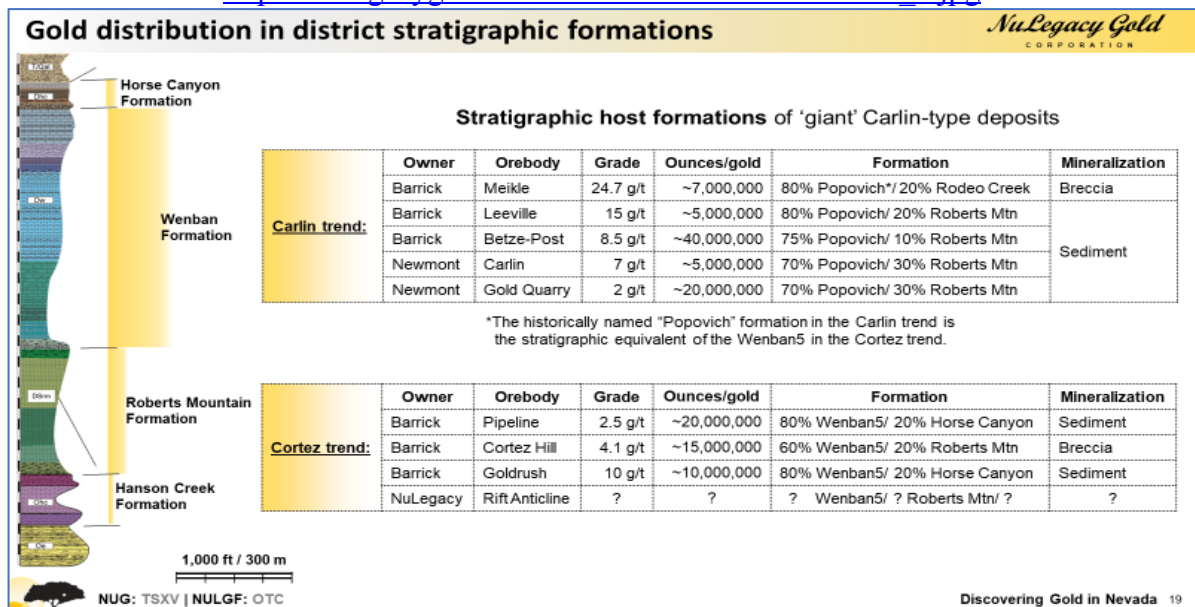 Gold distribution in district stratigraphic formations
NuLegacy Gold
CORPORATION
Horse Canyon
Formation
Wenban
Formation
Roberts Mountain
Formation
Hanson Creek
Formation
Dw
Stratigraphic host formations of 'giant' Carlin-type deposits
Carlin trend:
Owner Orebody Grade Ounces/gold Formation Mineralization
Barrick Meikle 24.7 g/t ~7,000,000 80% Popovich*/ 20% Rodeo Creek Breccia
Barrick Leeville 15 g/t ~5,000,000 80% Popovich/ 20% Roberts Mtn
Barrick Betze-Post 8.5 g/t ~40,000,000 75% Popovich/ 10% Roberts Mtn
Sediment
Newmont Carlin 7 g/t ~5,000,000 70% Popovich/ 30% Roberts Mtn
Newmont Gold Quarry 2 g/t ~20,000,000 70% Popovich/ 30% Roberts Mtn
*The historically named "Popovich" formation in the Carlin trend is
the stratigraphic equivalent of the Wenban5 in the Cortez trend.
Cortez trend:
Owner Orebody Grade Ounces/gold Formation Mineralization
Barrick Pipeline 2.5 g/t ~20,000,000 80% Wenban5/ 20% Horse Canyon Sediment
Barrick Cortez Hill 4.1 g/t ~15,000,000 60% Wenban5/ 20% Roberts Mtn Breccia
Barrick Goldrush 10 g/t ~10,000,000 80% Wenban5/ 20% Horse Canyon Sediment
NuLegacy Rift Anticline ? ? ? Wenban5/ ? Roberts Mtn/ ? ?
1,000 ft / 300 m
NUG: TSXV | NULGF: OTC
Discovering Gold in Nevada 19